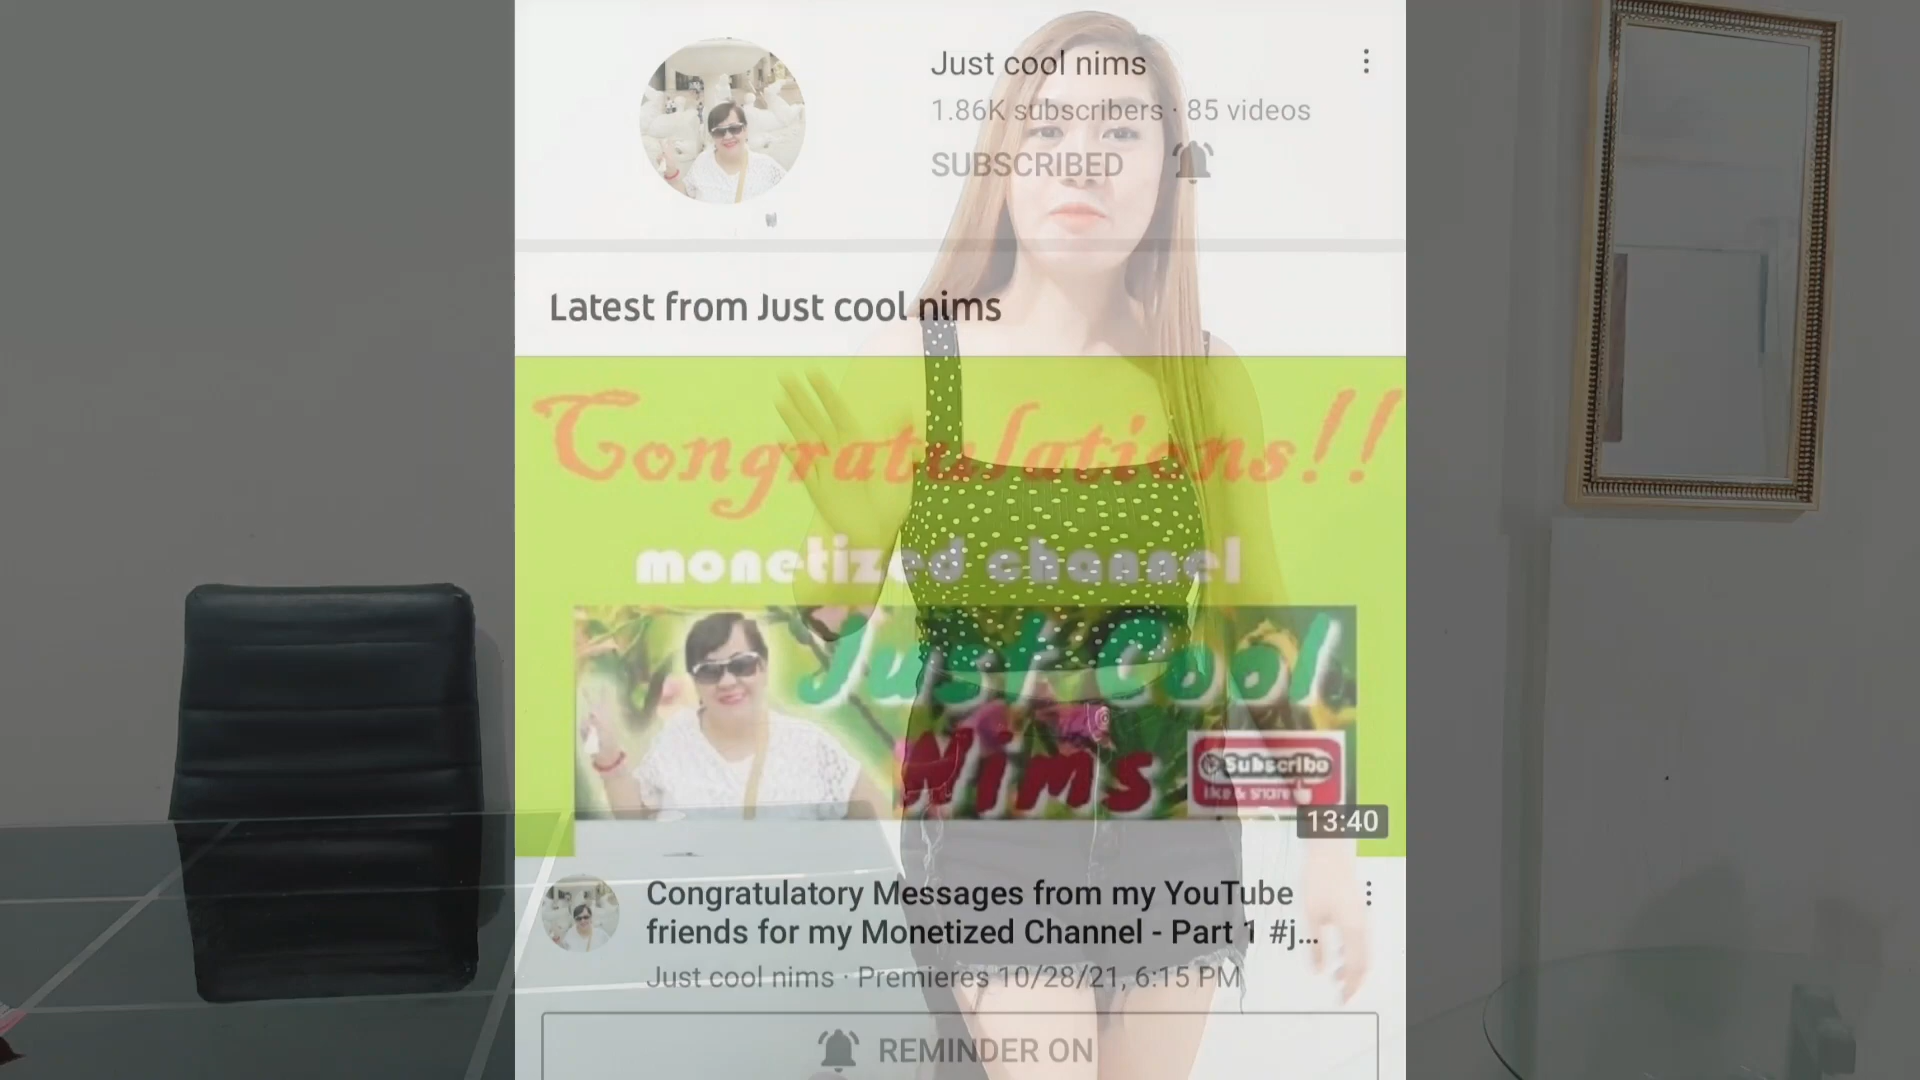 Just cool nims
1.86K subscribers · 85 videos
SUBSCRIBED
Latest from Just cool nims
Congratulations!!
monetized channel
Just Cool
Nims
Subscribe
like & share
13:40
Congratulatory Messages from my YouTube
friends for my Monetized Channel - Part 1 #j...
Just cool nims · Premieres 10/28/21, 6:15 PM
REMINDER ON